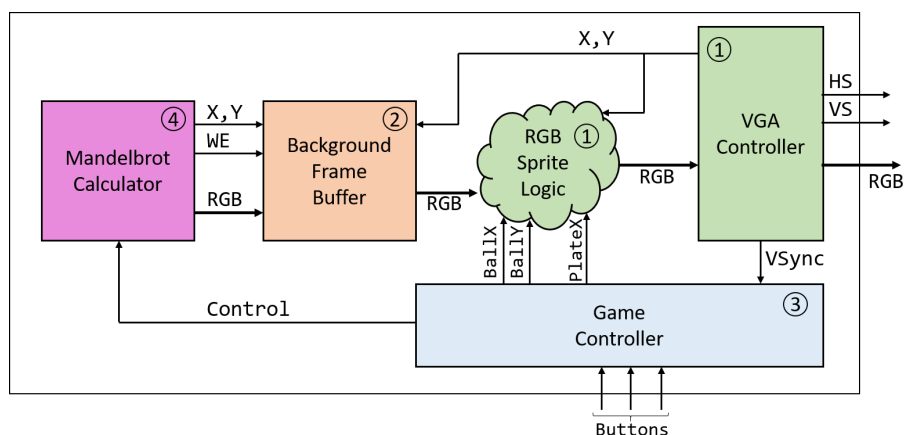 X,Y
①
HS
VS
VGA
Controller
RGB
④
X,Y
WE
Mandelbrot
Calculator
RGB
②
Background
Frame
Buffer
RGB
RGB
①
Sprite
Logic
RGB
BallX
BallY
PlateX
VSync
Control
③
Game
Controller
Buttons